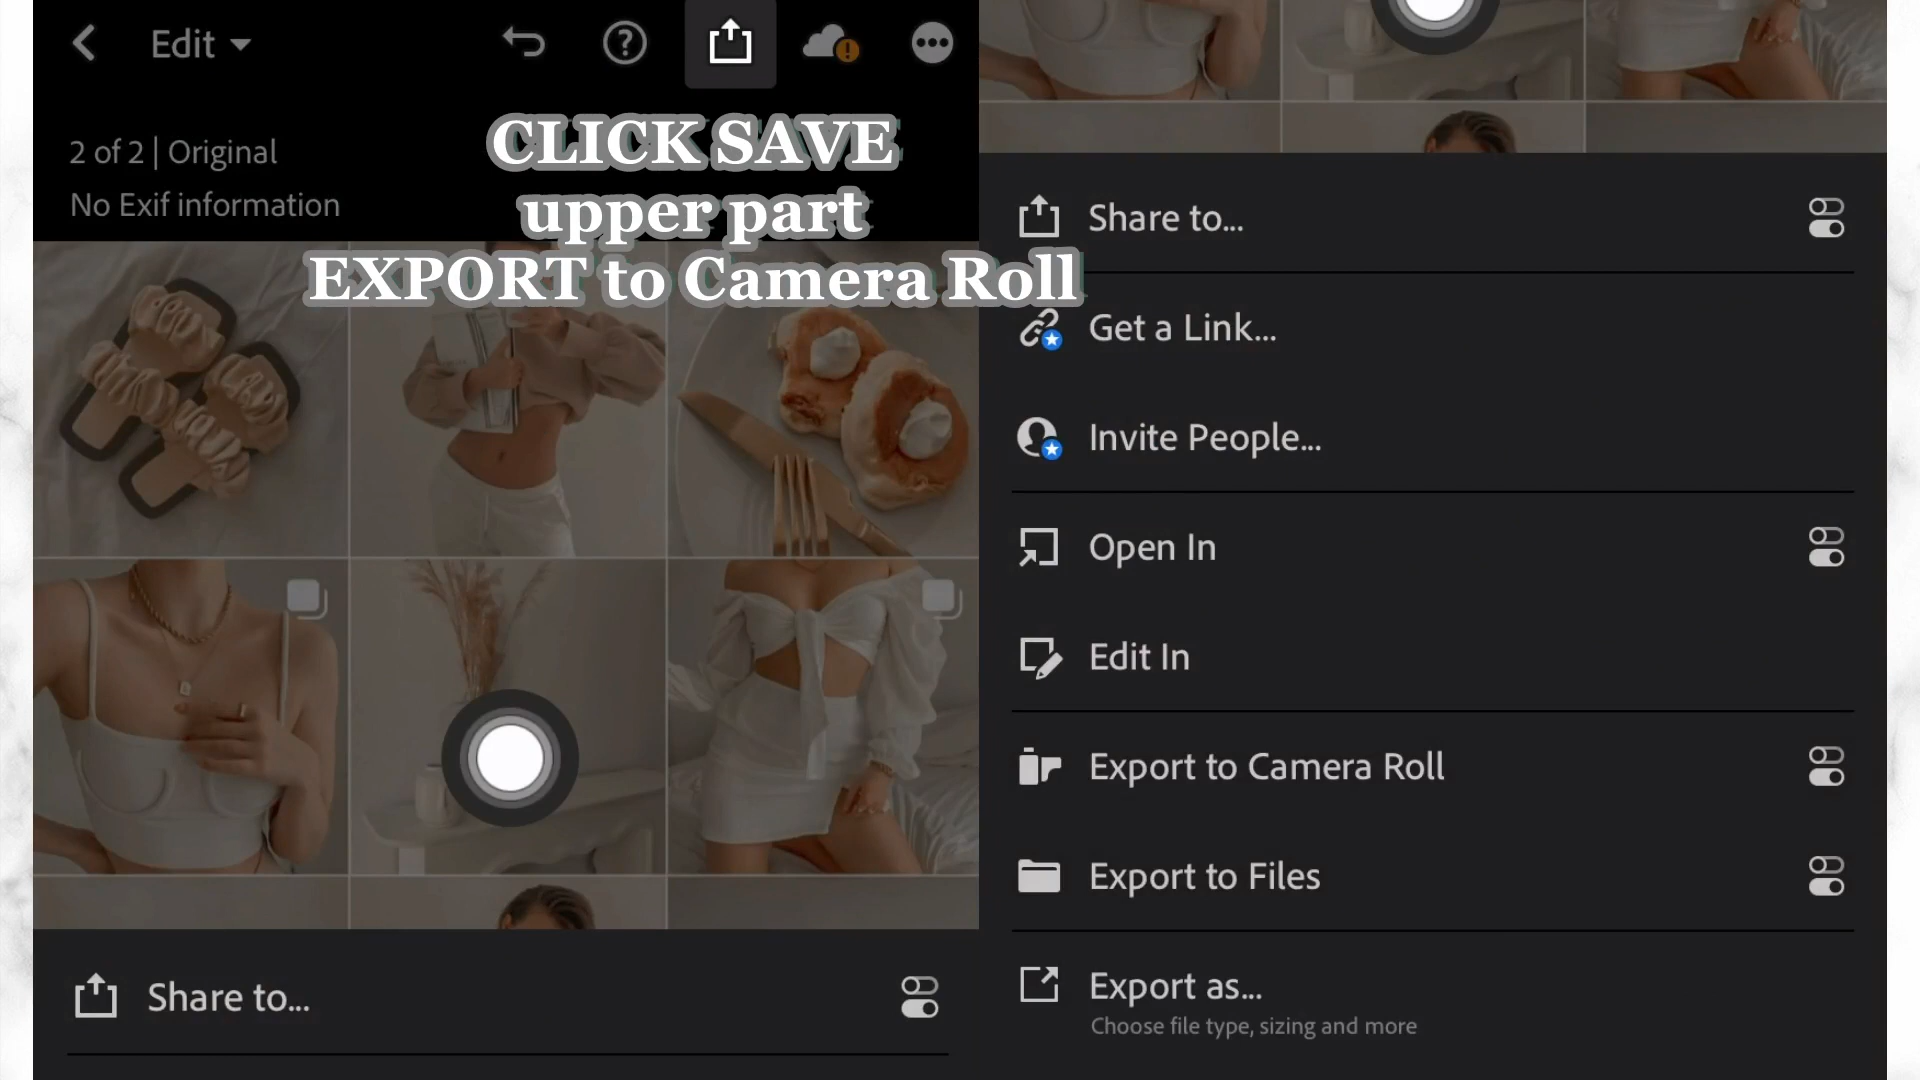 Edit
2 of 2 | Original
No Exif information
CLICK SAVE
upper part
EXPORT to Camera Roll
Share to...
Share to...
Get a Link...
Invite People...
Open In
Edit In
Export to Camera Roll
Export to Files
Export as...
Choose file type, sizing and more